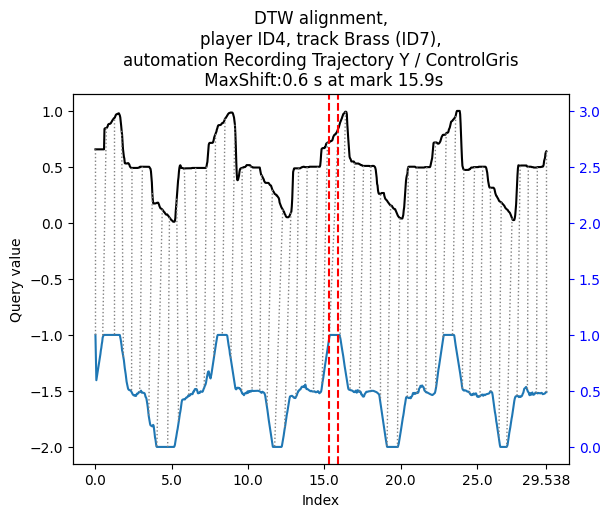 DTW alignment,
player ID4, track Brass (ID7),
automation Recording Trajectory Y / ControlGris
MaxShift:0.6 s at mark 15.9s
1.0
0.5
0.0
−0.5
−1.0
−1.5
−2.0
Query value
3.0
2.5
2.0
1.5
1.0
0.5
0.0
0.0 5.0 10.0 15.0 20.0 25.0 29.538
Index